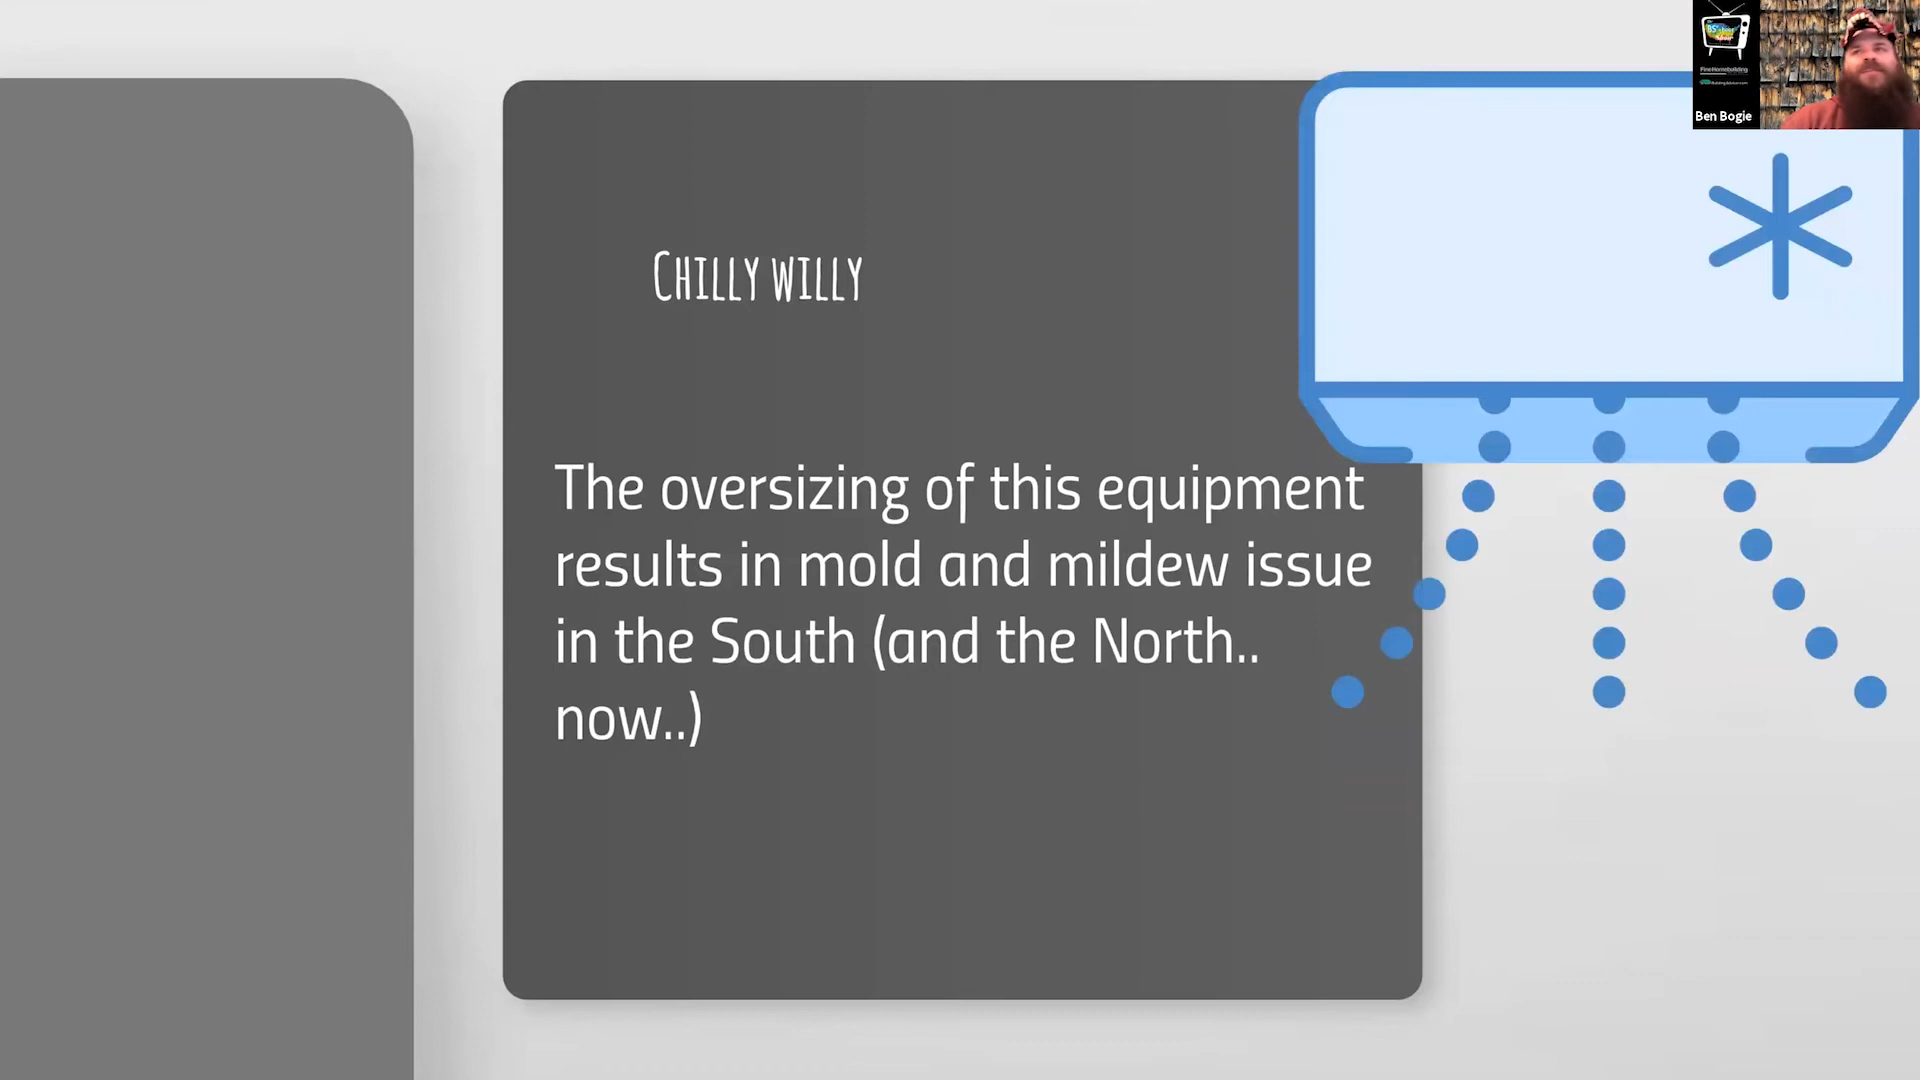 Chilly willy
The oversizing of this equipment
results in mold and mildew issue
in the South (and the North..
now..)
FineHomebuilding
Ben Bogie